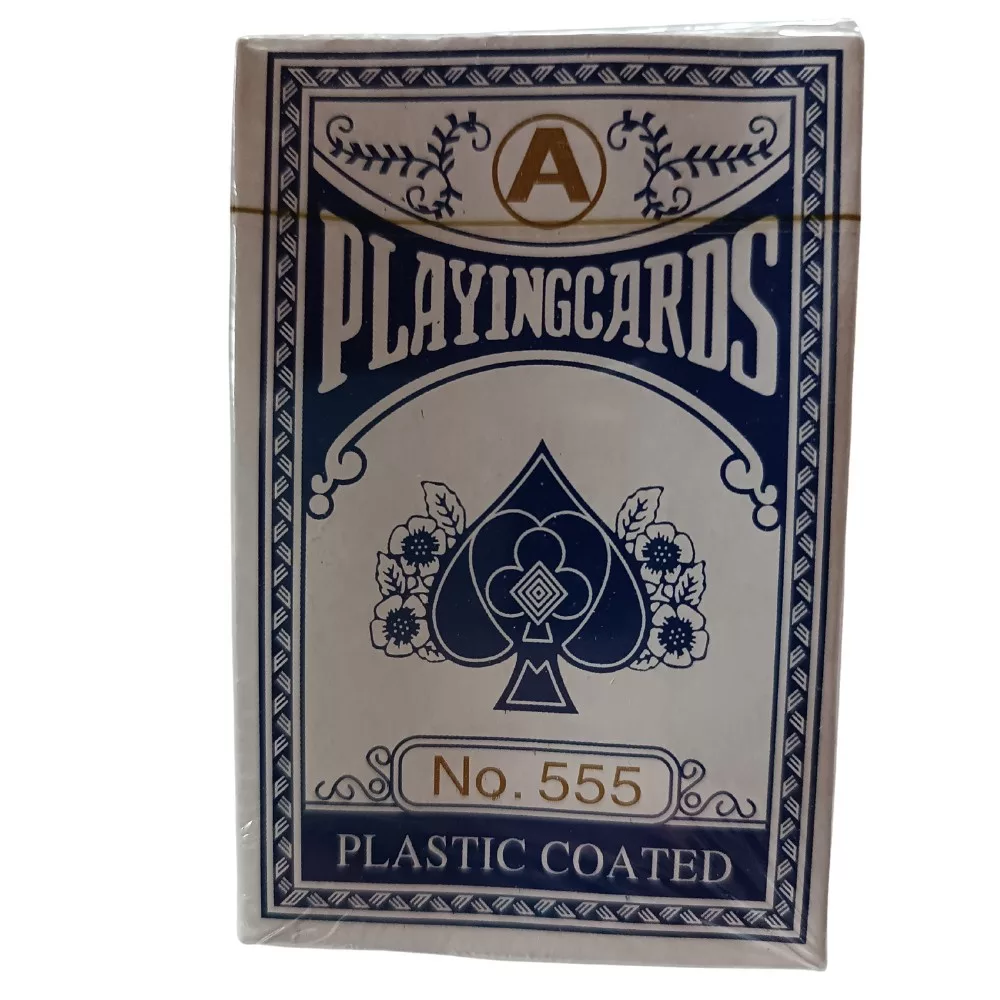 A
PLAYINGCARDS
No. 555
PLASTIC COATED